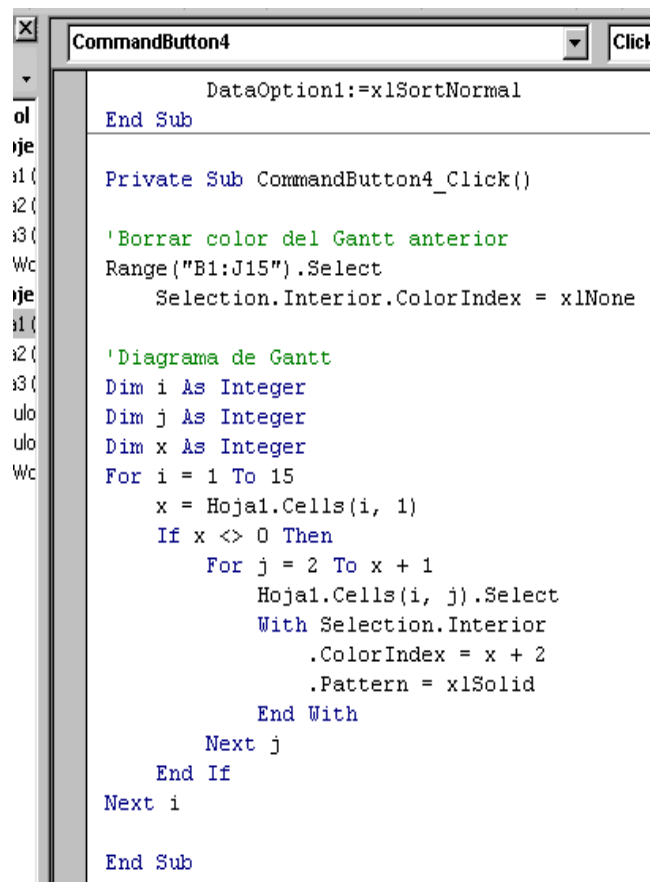 CommandButton4
Click
DataOption1:=xlSortNormal
End Sub
Private Sub CommandButton4_Click()
'Borrar color del Gantt anterior
Range("B1:J15").Select
Selection.Interior.ColorIndex = xlNone
'Diagrama de Gantt
Dim i As Integer
Dim j As Integer
Dim x As Integer
For i = 1 To 15
x = Hoja1.Cells(i, 1)
If x <> 0 Then
For j = 2 To x + 1
Hoja1.Cells(i, j).Select
With Selection.Interior
.ColorIndex = x + 2
.Pattern = xlSolid
End With
Next j
End If
Next i
End Sub